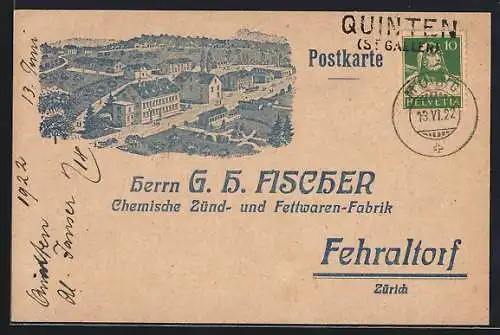 QUINTEN
(ST GALLEN)
Postkarte
10
HELVETIA
13.VI.22
Herrn G. H. FISCHER
Chemische Zünd- und Fettwaren-Fabrik
Fehraltorf
Zürich
13. Juni
1922